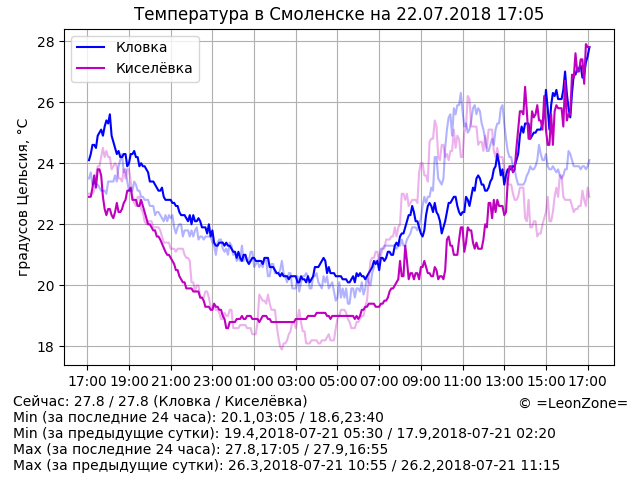 Температура в Смоленске на 22.07.2018 17:05
градусов Цельсия, °C
28
26
24
22
20
18
Кловка
Киселёвка
17:00 19:00 21:00 23:00 01:00 03:00 05:00 07:00 09:00 11:00 13:00 15:00 17:00
Сейчас: 27.8 / 27.8 (Кловка / Киселёвка)
© =LeonZone=
Min (за последние 24 часа): 20.1,03:05 / 18.6,23:40
Min (за предыдущие сутки): 19.4,2018-07-21 05:30 / 17.9,2018-07-21 02:20
Max (за последние 24 часа): 27.8,17:05 / 27.9,16:55
Max (за предыдущие сутки): 26.3,2018-07-21 10:55 / 26.2,2018-07-21 11:15